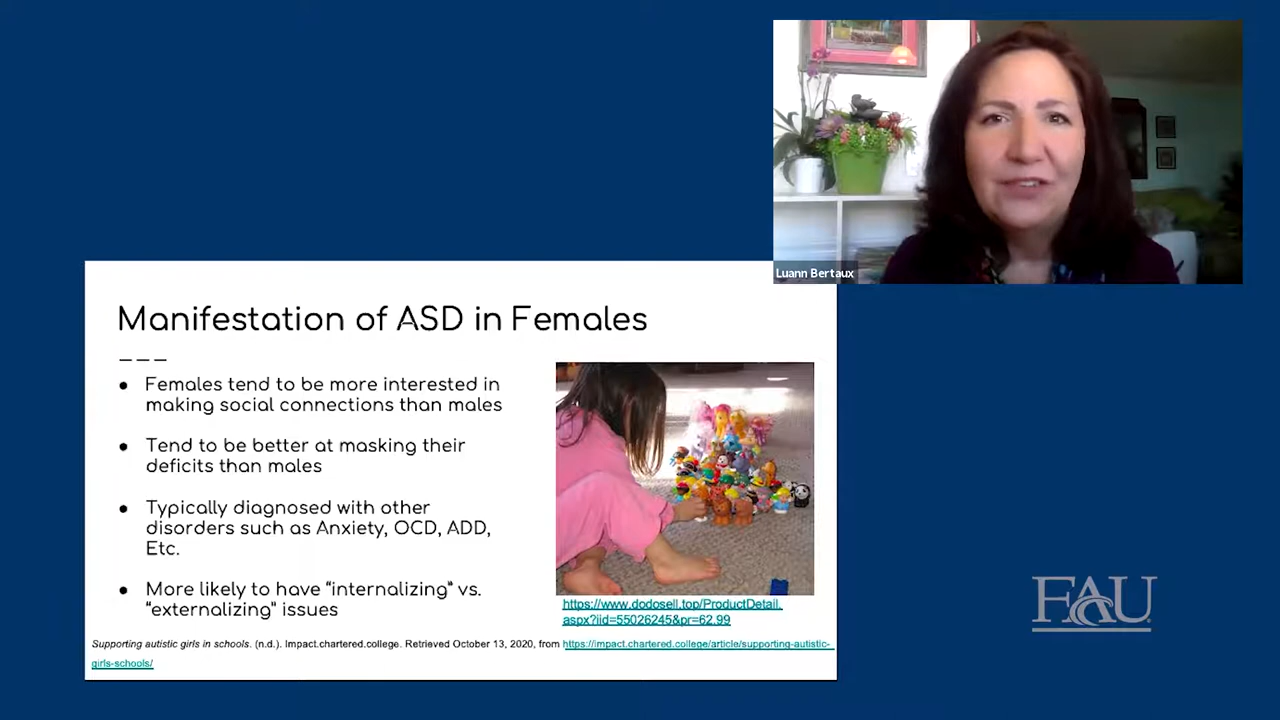 Luann Bertaux
Manifestation of ASD in Females
● Females tend to be more interested in
making social connections than males
● Tend to be better at masking their
deficits than males
● Typically diagnosed with other
disorders such as Anxiety, OCD, ADD,
Etc.
● More likely to have “internalizing” vs.
“externalizing” issues
https://www.dodosell.top/ProductDetail.
aspx?iid=55026245&pr=62.99
Supporting autistic girls in schools. (n.d.). Impact.chartered.college. Retrieved October 13, 2020, from https://impact.chartered.college/article/supporting-autistic-
girls-schools/
FAU